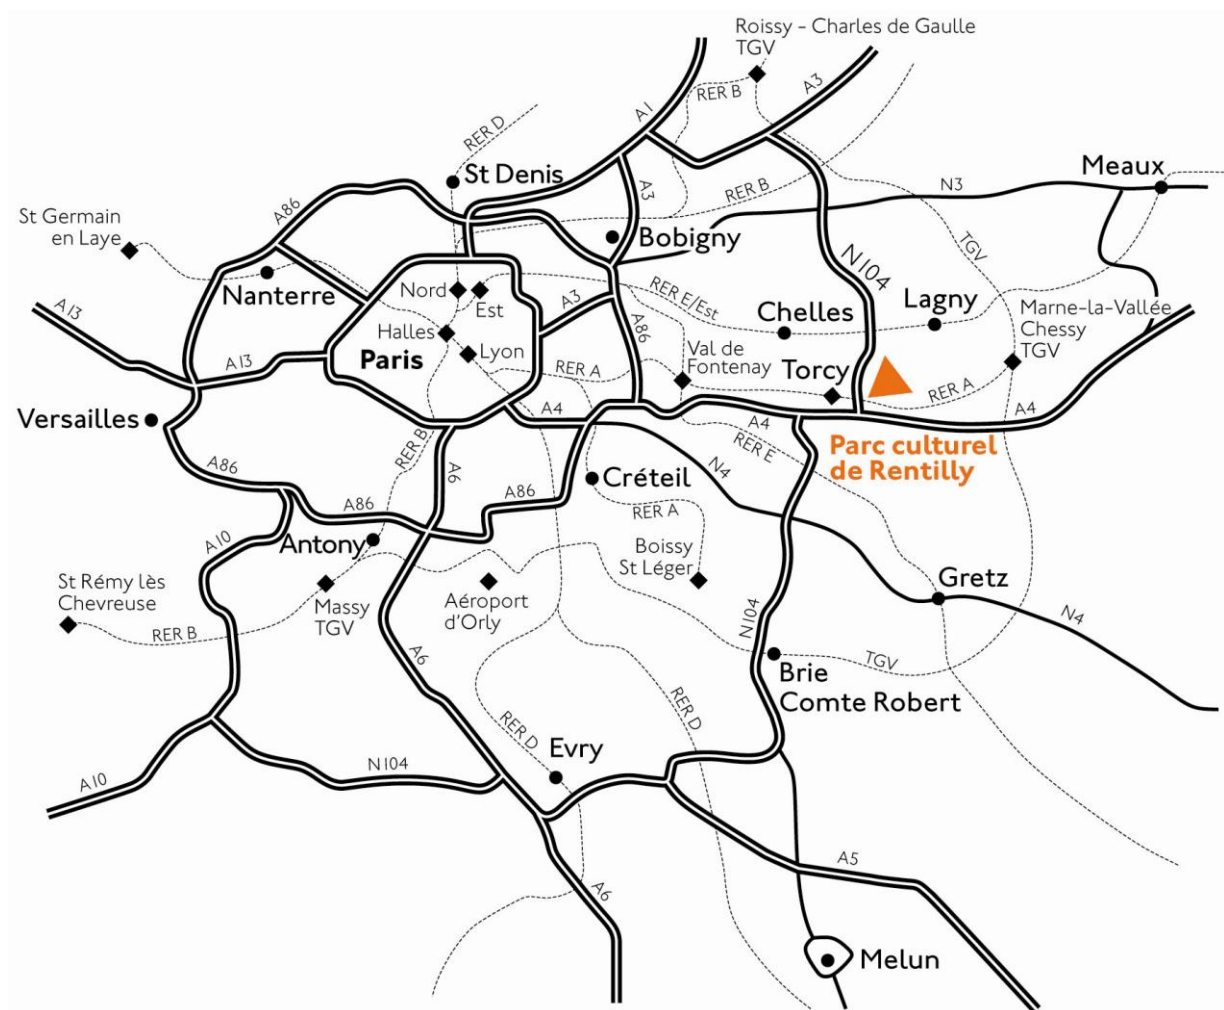 Roissy – Charles de Gaulle
TGV
RER B
A3
A1
RER D
St Denis
Meaux
N3
RER B
A3
A86
St Germain
en Laye
Bobigny
TGV
N104
Nanterre
Nord
Est
RER E/Est
Chelles
Lagny
Marne-la-Vallée
Chessy
TGV
A13
A3
Halles
Lyon
A86
Paris
A13
Val de
Fontenay
Torcy
RER A
RER A
Versailles
A4
A4
A4
RER B
RER E
Parc culturel
de Rentilly
A86
A6
N4
A86
Créteil
A86
RER A
A10
Antony
Boissy
St Léger
Gretz
St Rémy lès
Chevreuse
Massy
TGV
Aéroport
d'Orly
N104
N4
RER B
A6
TGV
Brie
Comte Robert
RER D
RER D
Evry
N104
A10
A5
A6
Melun